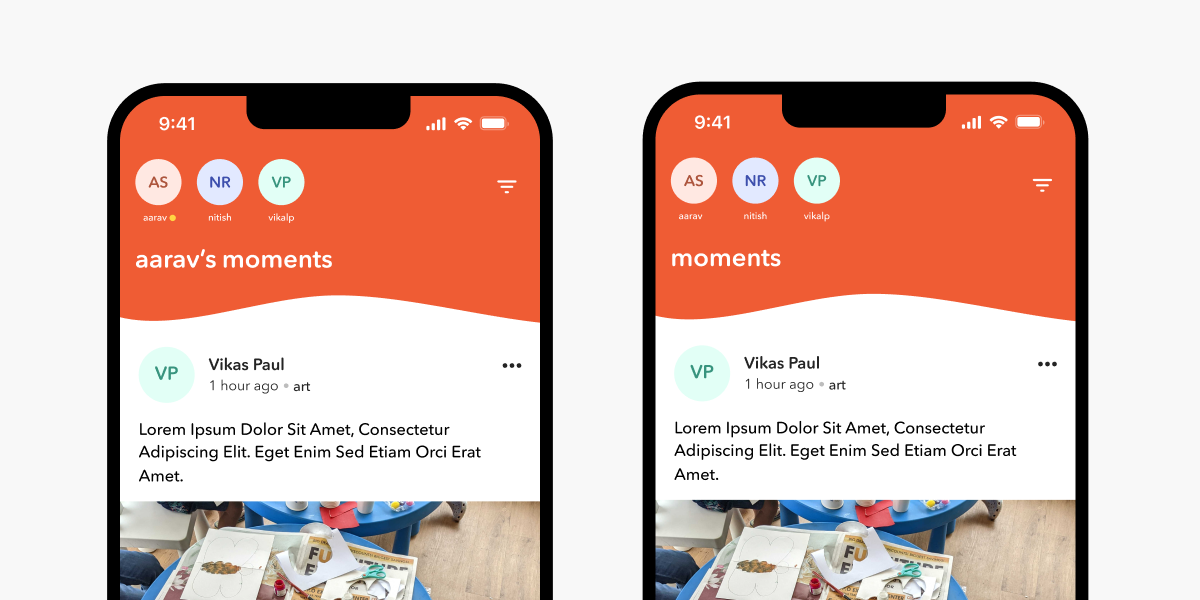 9:41
AS NR VP
aarav nitish vikalp
aarav's moments
VP
Vikas Paul
1 hour ago • art
Lorem Ipsum Dolor Sit Amet, Consectetur
Adipiscing Elit. Eget Enim Sed Etiam Orci Erat
Amet.
FU
9:41
AS NR VP
aarav nitish vikalp
moments
VP
Vikas Paul
1 hour ago • art
Lorem Ipsum Dolor Sit Amet, Consectetur
Adipiscing Elit. Eget Enim Sed Etiam Orci Erat
Amet.
FU